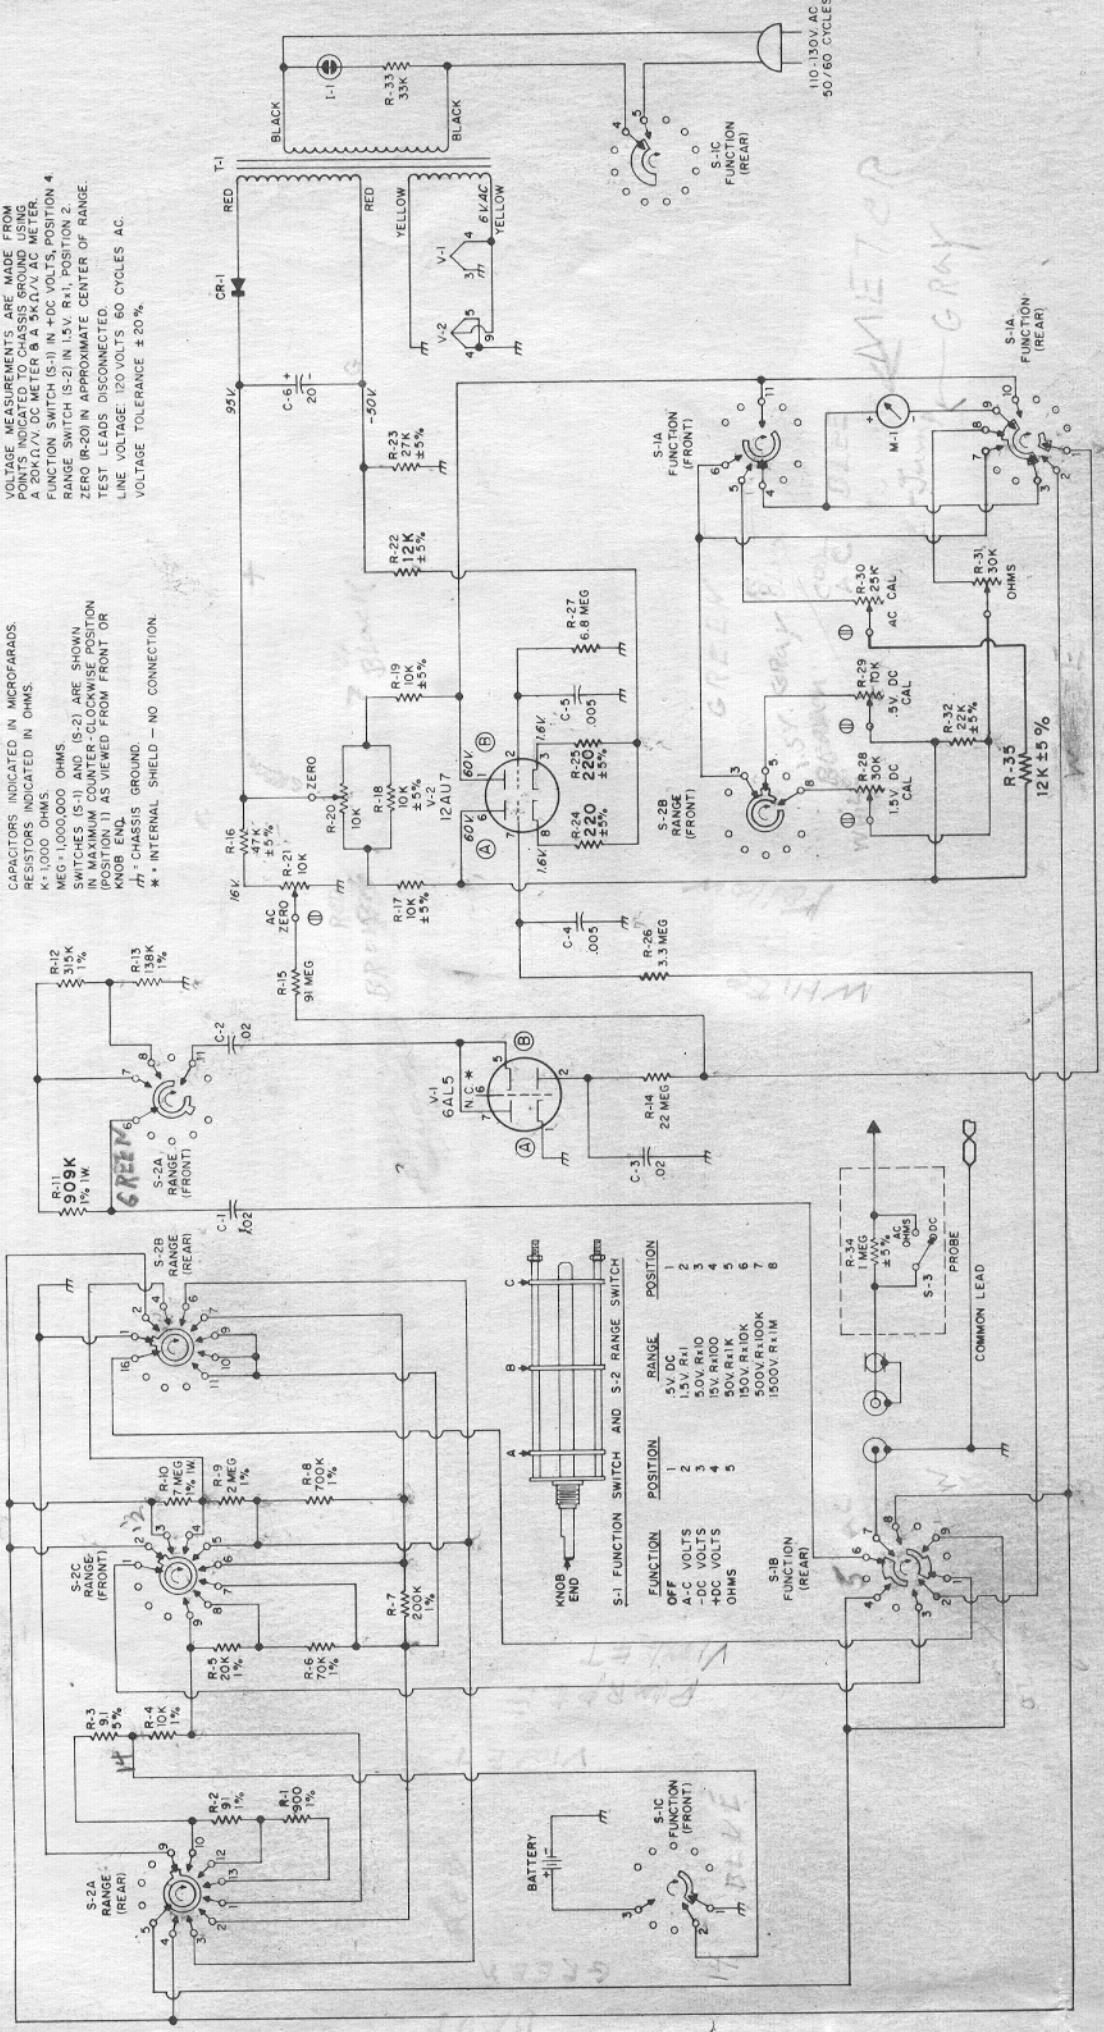 VOLTAGE MEASUREMENTS ARE MADE FROM
POINTS INDICATED TO CHASSIS GROUND USING
A 20KΩ/V. DC METER & A 5KΩ/V. AC METER.
FUNCTION SWITCH (S-1) IN +DC VOLTS, POSITION 4.
RANGE SWITCH (S-2) IN 1.5V. Rx1, POSITION 2.
ZERO (R-20) IN APPROXIMATE CENTER OF RANGE.
TEST LEADS DISCONNECTED.
LINE VOLTAGE: 120 VOLTS 60 CYCLES AC.
VOLTAGE TOLERANCE ±20%.
CAPACITORS INDICATED IN MICROFARADS.
RESISTORS INDICATED IN OHMS.
K = 1,000 OHMS.
MEG = 1,000,000 OHMS.
SWITCHES (S-1) AND (S-2) ARE SHOWN
IN MAXIMUM COUNTER-CLOCKWISE POSITION
(POSITION 1) AS VIEWED FROM FRONT OR
KNOB END.
= CHASSIS GROUND.
* = INTERNAL SHIELD — NO CONNECTION.
S-2A
RANGE
(REAR)
R-3
9.1
5%
R-4
10K
1%
14
R-2
91
1%
R-1
900
1%
S-2C
RANGE
(FRONT)
R-10
7 MEG
1% 1W.
R-9
2 MEG
1%
R-8
700K
1%
R-5
20K
1%
R-6
70K
1%
R-7
200K
1%
S-2B
RANGE
(REAR)
R-11
909K
1% 1W.
GREEN
S-2A
RANGE
(FRONT)
R-12
315K
1%
R-13
138K
1%
C-1
.02
C-2
.02
V-1
6AL5
N.C.*
A
B
C-3
.02
R-14
22 MEG
R-15
91 MEG
AC
ZERO
R-21
10K
16V.
R-16
47K
±5%
ZERO
R-20
10K
R-18
10K
±5%
R-17
10K
±5%
R-19
10K
±5%
V-2
12AU7
A
B
60V.
60V.
1.6V.
1.6V.
R-24
220
±5%
R-25
220
±5%
C-4
.005
C-5
.005
R-26
3.3 MEG
R-27
6.8 MEG
R-22
12K
±5%
R-23
27K
±5%
95V.
-50V.
C-6
20
CR-1
T-1
RED
RED
YELLOW
YELLOW
6VAC
V-1
V-2
BLACK
BLACK
I-1
R-33
33K
110-130V. AC
50/60 CYCLES
S-1C
FUNCTION
(REAR)
S-1A
FUNCTION
(FRONT)
S-1A
FUNCTION
(REAR)
M-1
S-2B
RANGE
(FRONT)
R-28
30K
1.5V. DC
CAL
R-29
10K
.5V. DC
CAL
R-30
25K
AC CAL
R-31
30K
OHMS
R-32
22K
±5%
R-35
12K ±5%
GREEN
GRAY
BATTERY
S-1C
FUNCTION
(FRONT)
BLUE
KNOB
END
A
B
C
S-1 FUNCTION SWITCH AND S-2 RANGE SWITCH
FUNCTION POSITION RANGE POSITION
OFF 1 .5V. DC 1
A-C VOLTS 2 1.5V. Rx1 2
-DC VOLTS 3 5.0V. Rx10 3
+DC VOLTS 4 15V. Rx100 4
OHMS 5 50V. Rx1K 5
150V. Rx10K 6
500V. Rx100K 7
1500V. Rx1M 8
S-1B
FUNCTION
(REAR)
R-34
1 MEG
±5%
AC
OHMS
DC
S-3
PROBE
COMMON LEAD